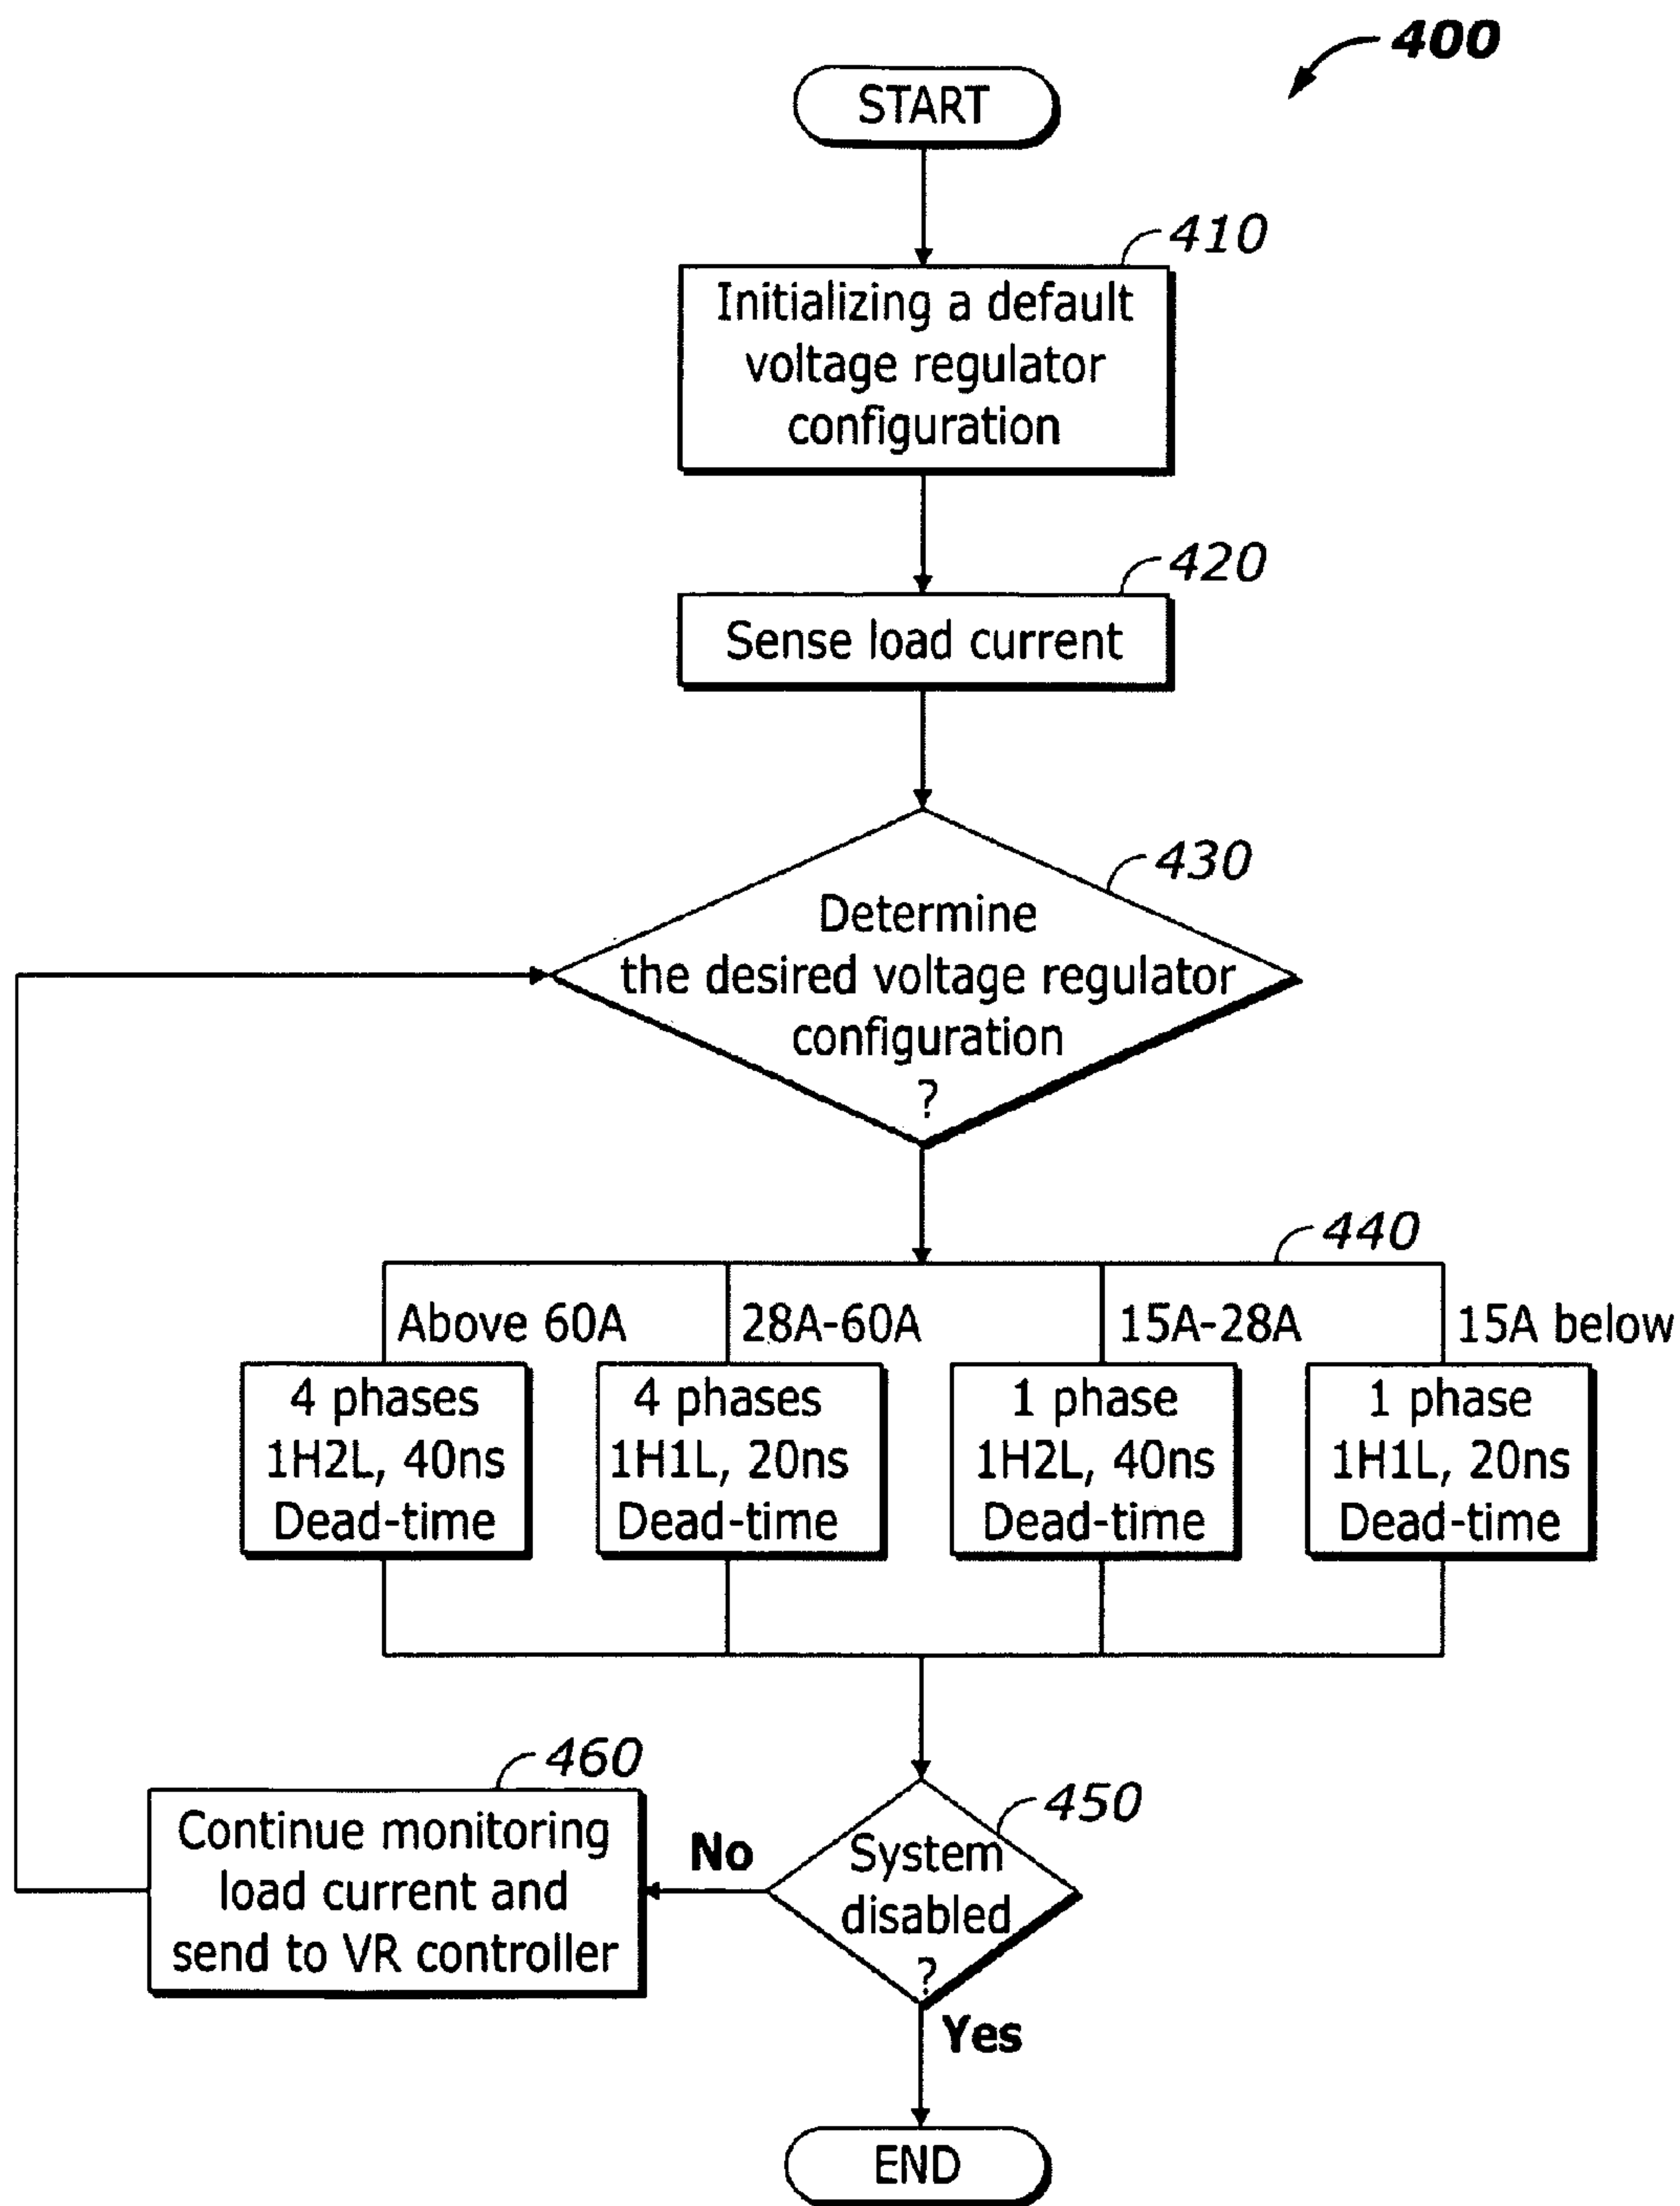 400
START
410
Initializing a default
voltage regulator
configuration
420
Sense load current
430
Determine
the desired voltage regulator
configuration
?
440
Above 60A
28A-60A
15A-28A
15A below
4 phases
1H2L, 40ns
Dead-time
4 phases
1H1L, 20ns
Dead-time
1 phase
1H2L, 40ns
Dead-time
1 phase
1H1L, 20ns
Dead-time
460
Continue monitoring
load current and
send to VR controller
No
450
System
disabled
?
Yes
END